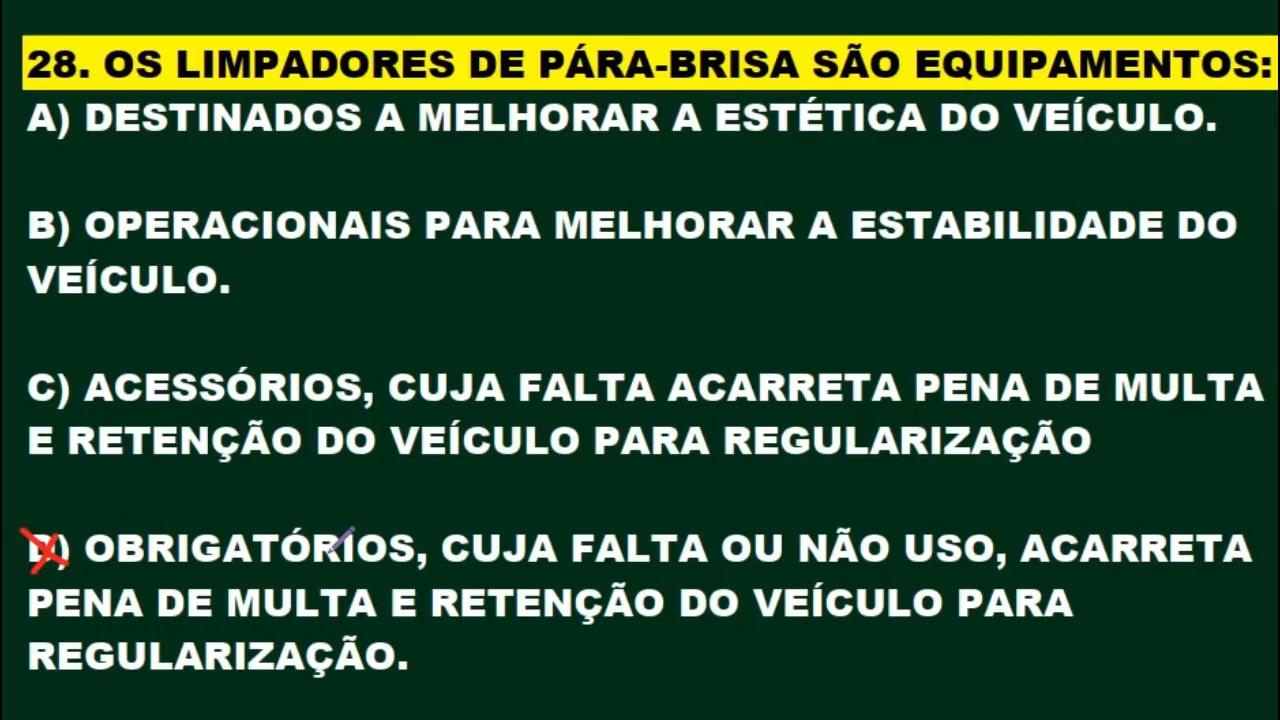 28. OS LIMPADORES DE PÁRA-BRISA SÃO EQUIPAMENTOS:
A) DESTINADOS A MELHORAR A ESTÉTICA DO VEÍCULO.
B) OPERACIONAIS PARA MELHORAR A ESTABILIDADE DO
VEÍCULO.
C) ACESSÓRIOS, CUJA FALTA ACARRETA PENA DE MULTA
E RETENÇÃO DO VEÍCULO PARA REGULARIZAÇÃO
D) OBRIGATÓRIOS, CUJA FALTA OU NÃO USO, ACARRETA
PENA DE MULTA E RETENÇÃO DO VEÍCULO PARA
REGULARIZAÇÃO.